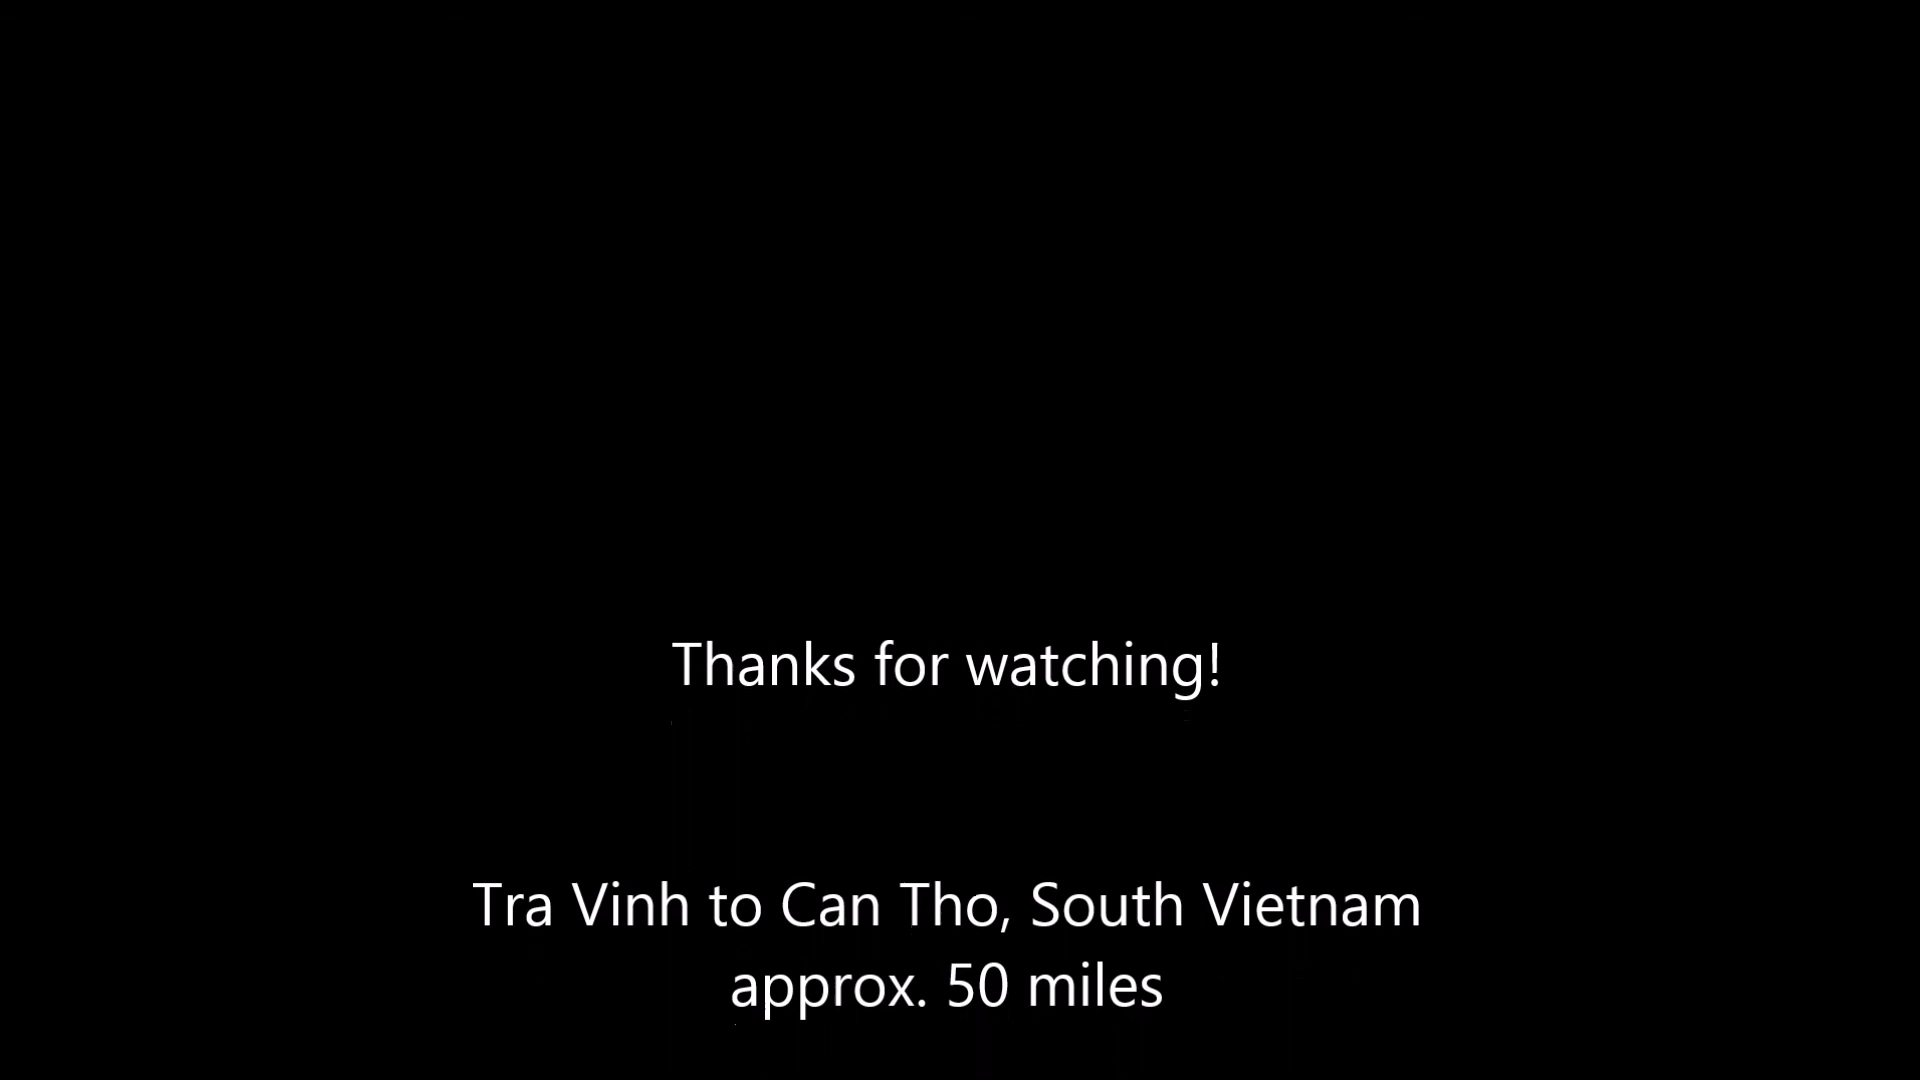 Thanks for watching!
Tra Vinh to Can Tho, South Vietnam
approx. 50 miles